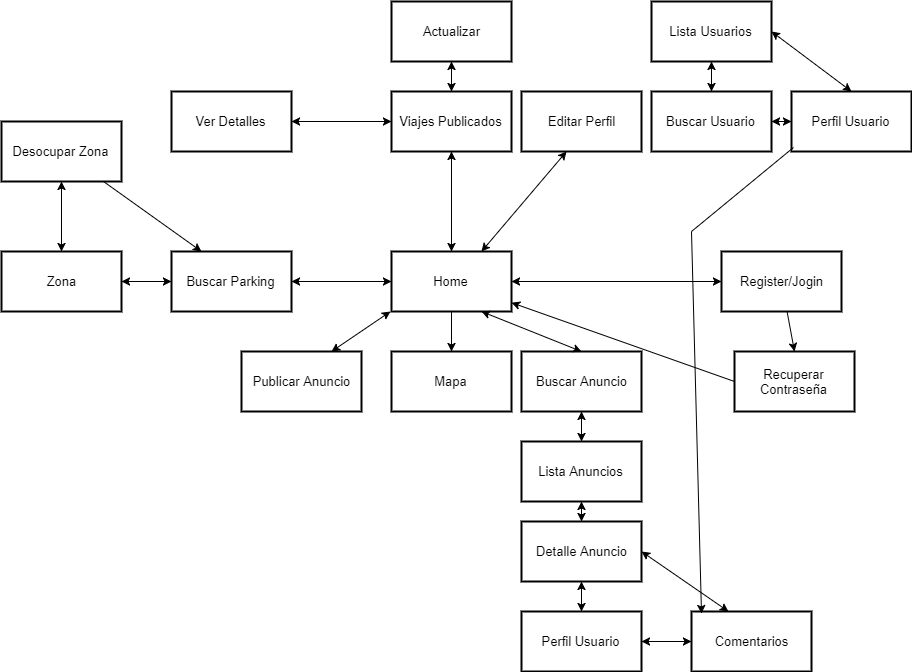 Actualizar
Lista Usuarios
Ver Detalles
Viajes Publicados
Editar Perfil
Buscar Usuario
Perfil Usuario
Desocupar Zona
Zona
Buscar Parking
Home
Register/Jogin
Publicar Anuncio
Mapa
Buscar Anuncio
Recuperar
Contraseña
Lista Anuncios
Detalle Anuncio
Perfil Usuario
Comentarios